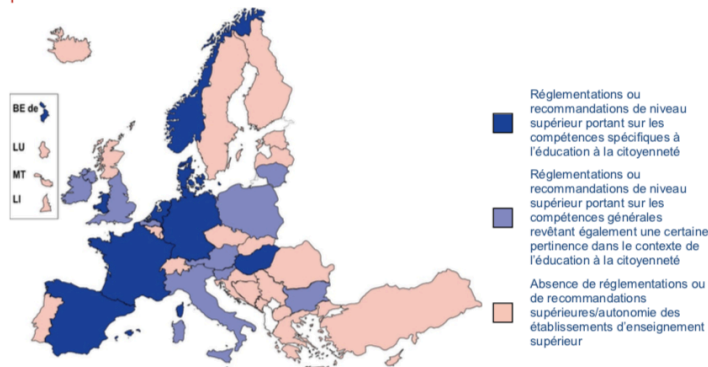 BE de
LU
MT
LI
Réglementations ou
recommandations de niveau
supérieur portant sur les
compétences spécifiques à
l'éducation à la citoyenneté
Réglementations ou
recommandations de niveau
supérieur portant sur les
compétences générales
revêtant également une certaine
pertinence dans le contexte de
l'éducation à la citoyenneté
Absence de réglementations ou
de recommandations
supérieures/autonomie des
établissements d'enseignement
supérieur